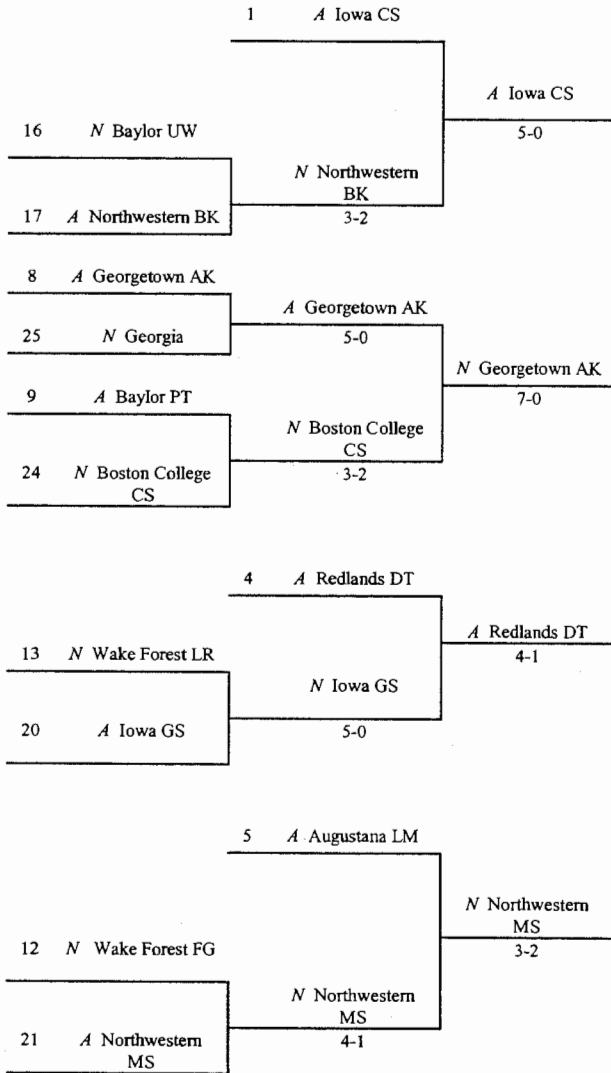 1 A Iowa CS
A Iowa CS
5-0
16 N Baylor UW
N Northwestern
BK
3-2
17 A Northwestern BK
8 A Georgetown AK
A Georgetown AK
5-0
25 N Georgia
N Georgetown AK
7-0
9 A Baylor PT
N Boston College
CS
3-2
24 N Boston College
CS
4 A Redlands DT
A Redlands DT
4-1
13 N Wake Forest LR
N Iowa GS
5-0
20 A Iowa GS
5 A Augustana LM
N Northwestern
MS
3-2
12 N Wake Forest FG
N Northwestern
MS
4-1
21 A Northwestern
MS